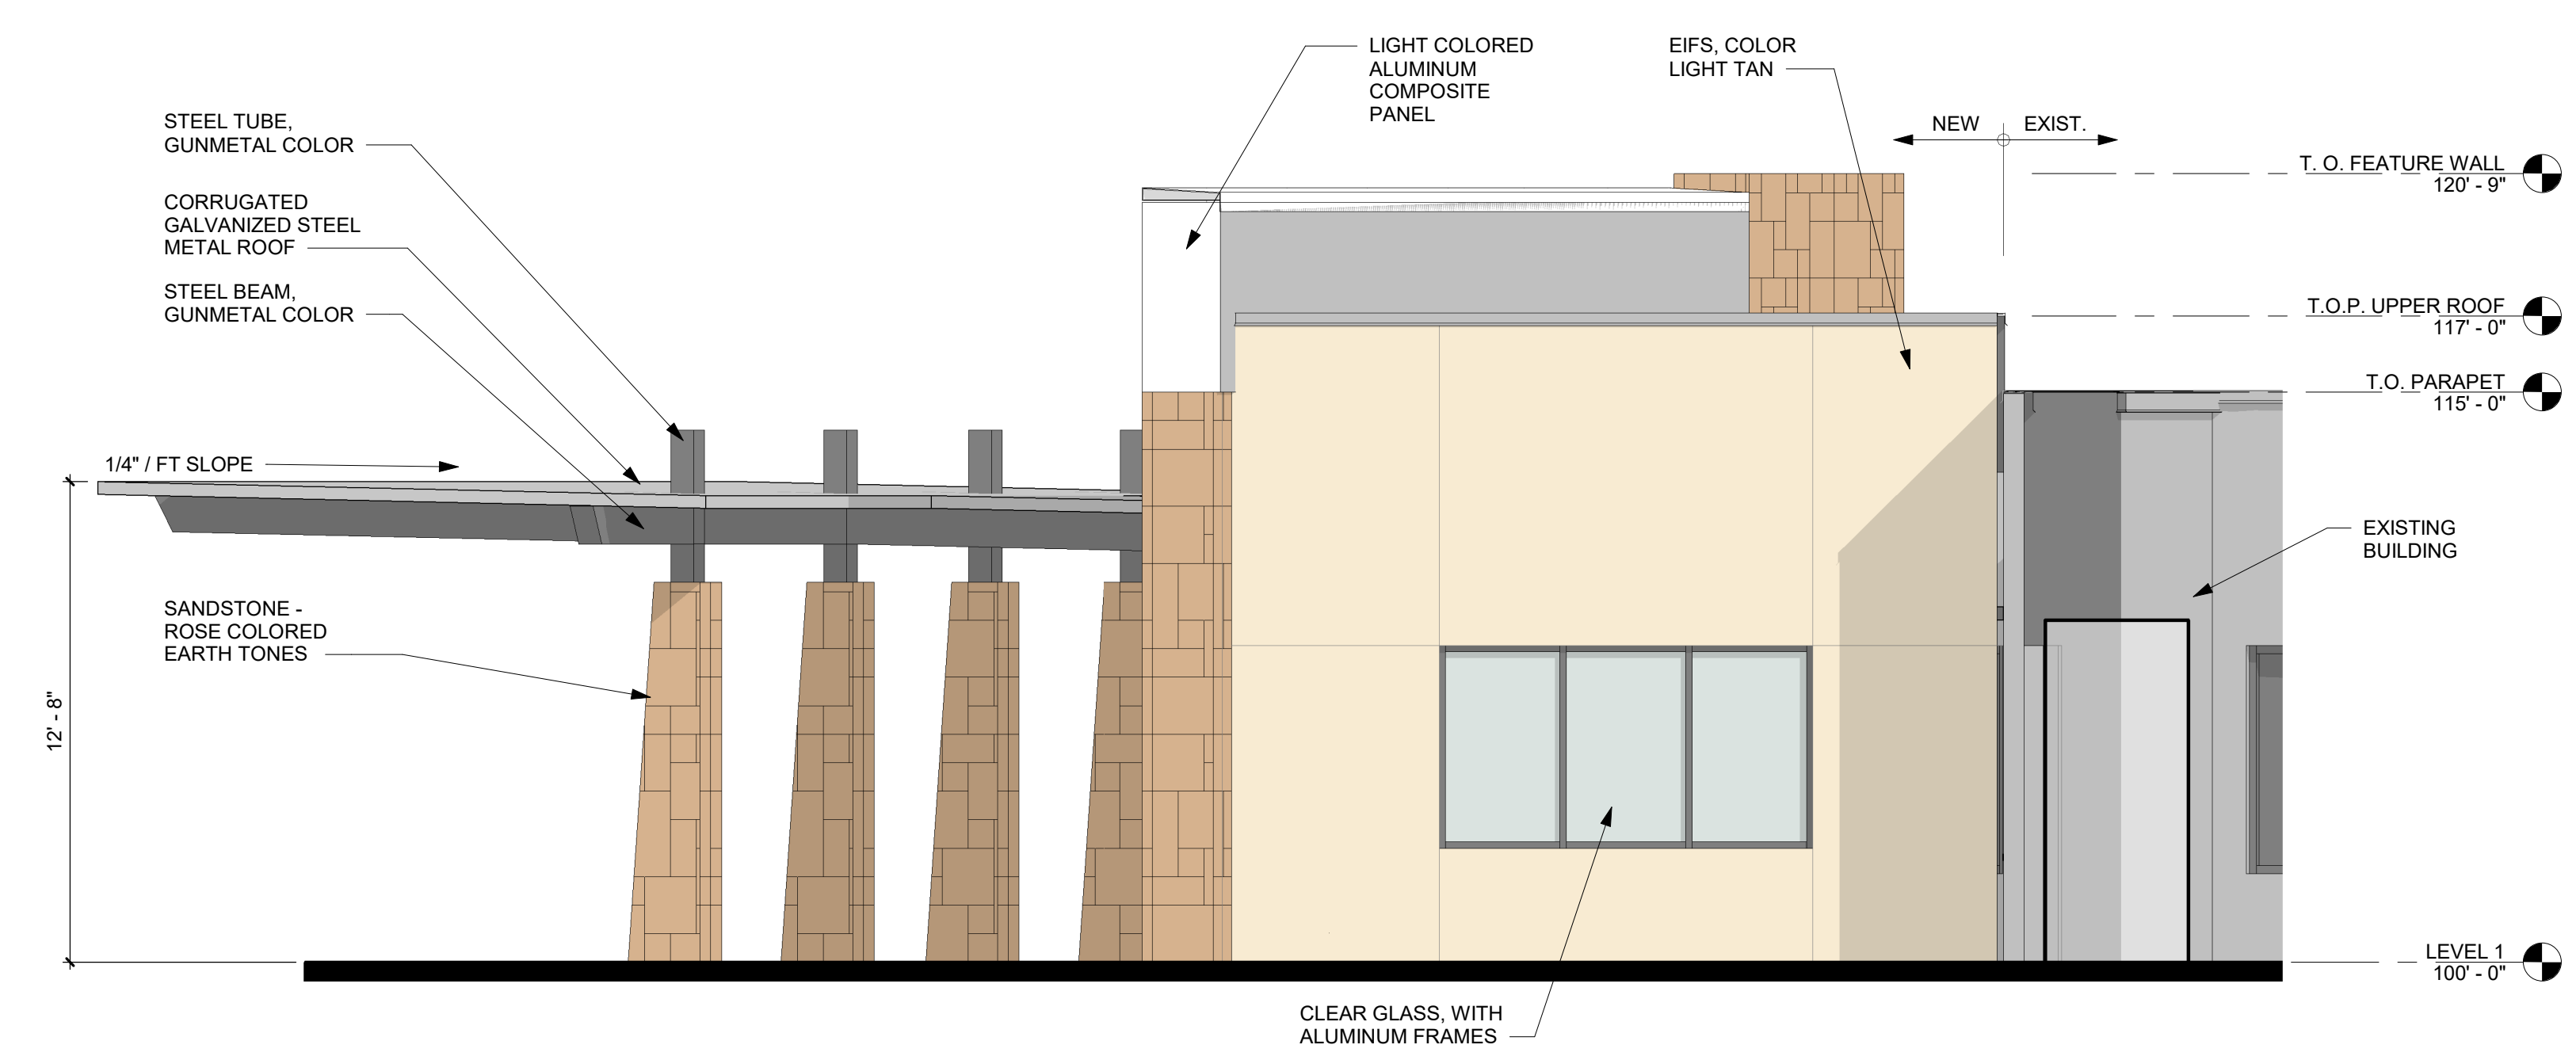 LIGHT COLORED
ALUMINUM
COMPOSITE
PANEL
EIFS, COLOR
LIGHT TAN
STEEL TUBE,
GUNMETAL COLOR
NEW
EXIST.
T. O. FEATURE WALL
120' - 9"
CORRUGATED
GALVANIZED STEEL
METAL ROOF
STEEL BEAM,
GUNMETAL COLOR
T.O.P. UPPER ROOF
117' - 0"
T.O. PARAPET
115' - 0"
1/4" / FT SLOPE
EXISTING
BUILDING
SANDSTONE -
ROSE COLORED
EARTH TONES
12' - 8"
LEVEL 1
100' - 0"
CLEAR GLASS, WITH
ALUMINUM FRAMES